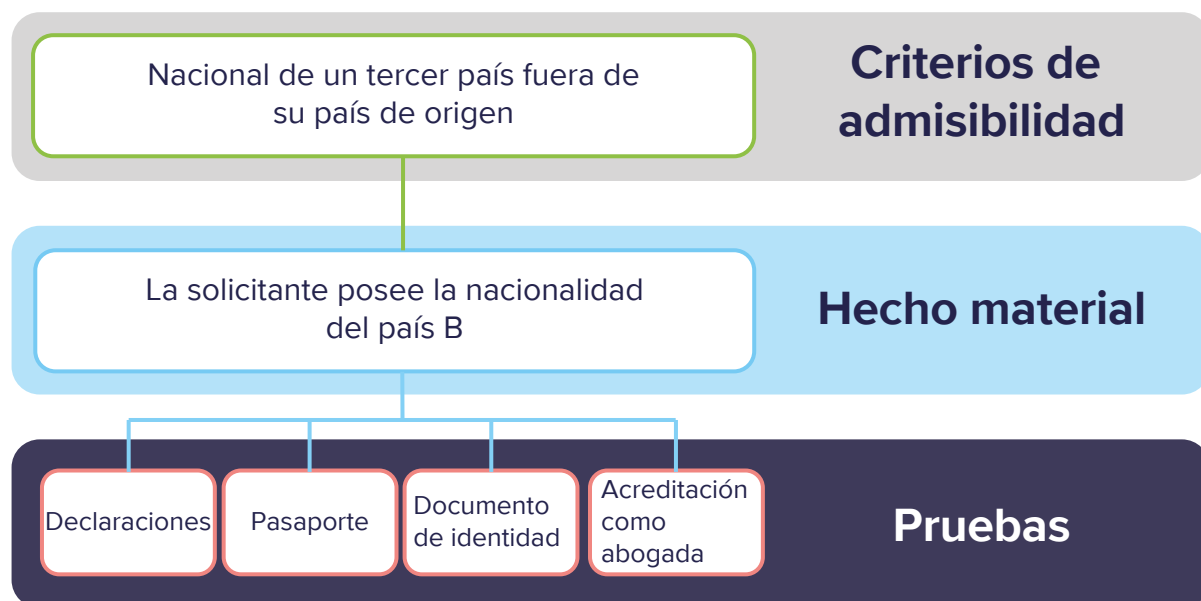 Nacional de un tercer país fuera de
su país de origen
Criterios de
admisibilidad
La solicitante posee la nacionalidad
del país B
Hecho material
Declaraciones
Pasaporte
Documento
de identidad
Acreditación
como
abogada
Pruebas